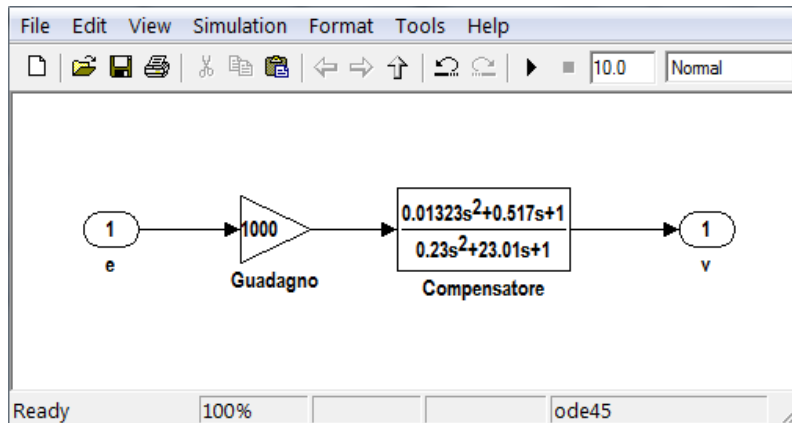 File Edit View Simulation Format Tools Help
10.0 Normal
1 1000 0.01323s²+0.517s+1 1
0.23s²+23.01s+1
e Guadagno Compensatore v
Ready 100% ode45